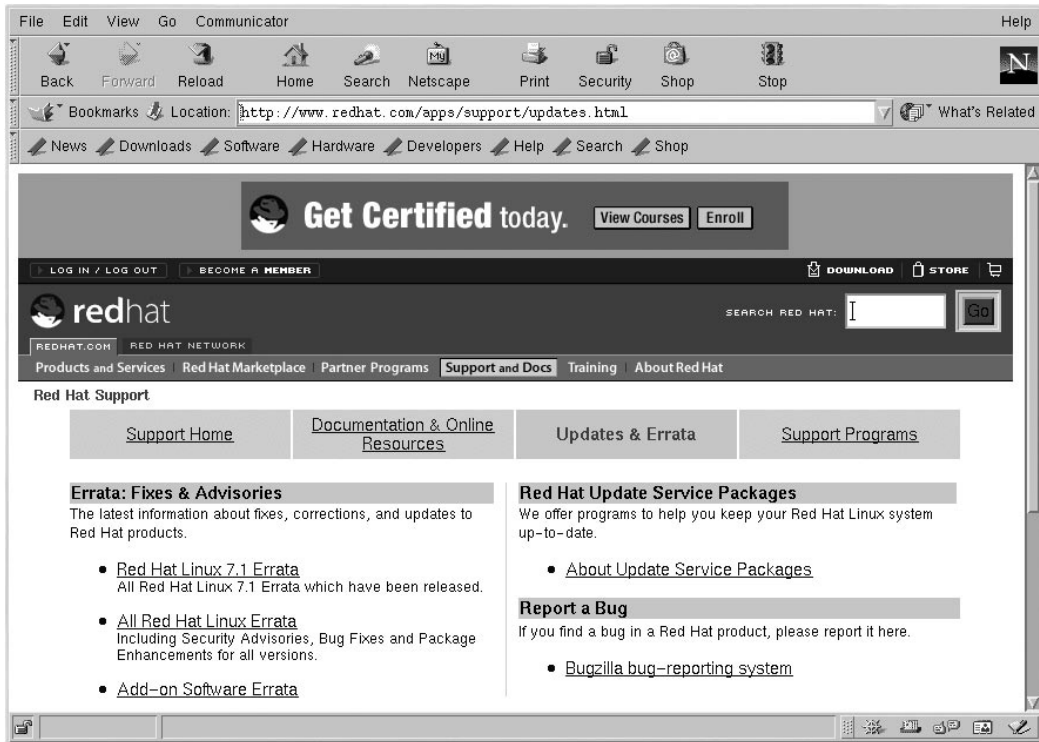 File Edit View Go Communicator Help
Back Forward Reload Home Search Netscape Print Security Shop Stop
My
N
Bookmarks Location: http://www.redhat.com/apps/support/updates.html What's Related
News Downloads Software Hardware Developers Help Search Shop
Get Certified today. View Courses Enroll
LOG IN / LOG OUT BECOME A MEMBER DOWNLOAD STORE
redhat SEARCH RED HAT: Go
REDHAT.COM RED HAT NETWORK
Products and Services Red Hat Marketplace Partner Programs Support and Docs Training About Red Hat
Red Hat Support
Support Home
Documentation & Online
Resources
Updates & Errata
Support Programs
Errata: Fixes & Advisories
The latest information about fixes, corrections, and updates to
Red Hat products.
Red Hat Linux 7.1 Errata
All Red Hat Linux 7.1 Errata which have been released.
All Red Hat Linux Errata
Including Security Advisories, Bug Fixes and Package
Enhancements for all versions.
Add-on Software Errata
Red Hat Update Service Packages
We offer programs to help you keep your Red Hat Linux system
up-to-date.
About Update Service Packages
Report a Bug
If you find a bug in a Red Hat product, please report it here.
Bugzilla bug-reporting system